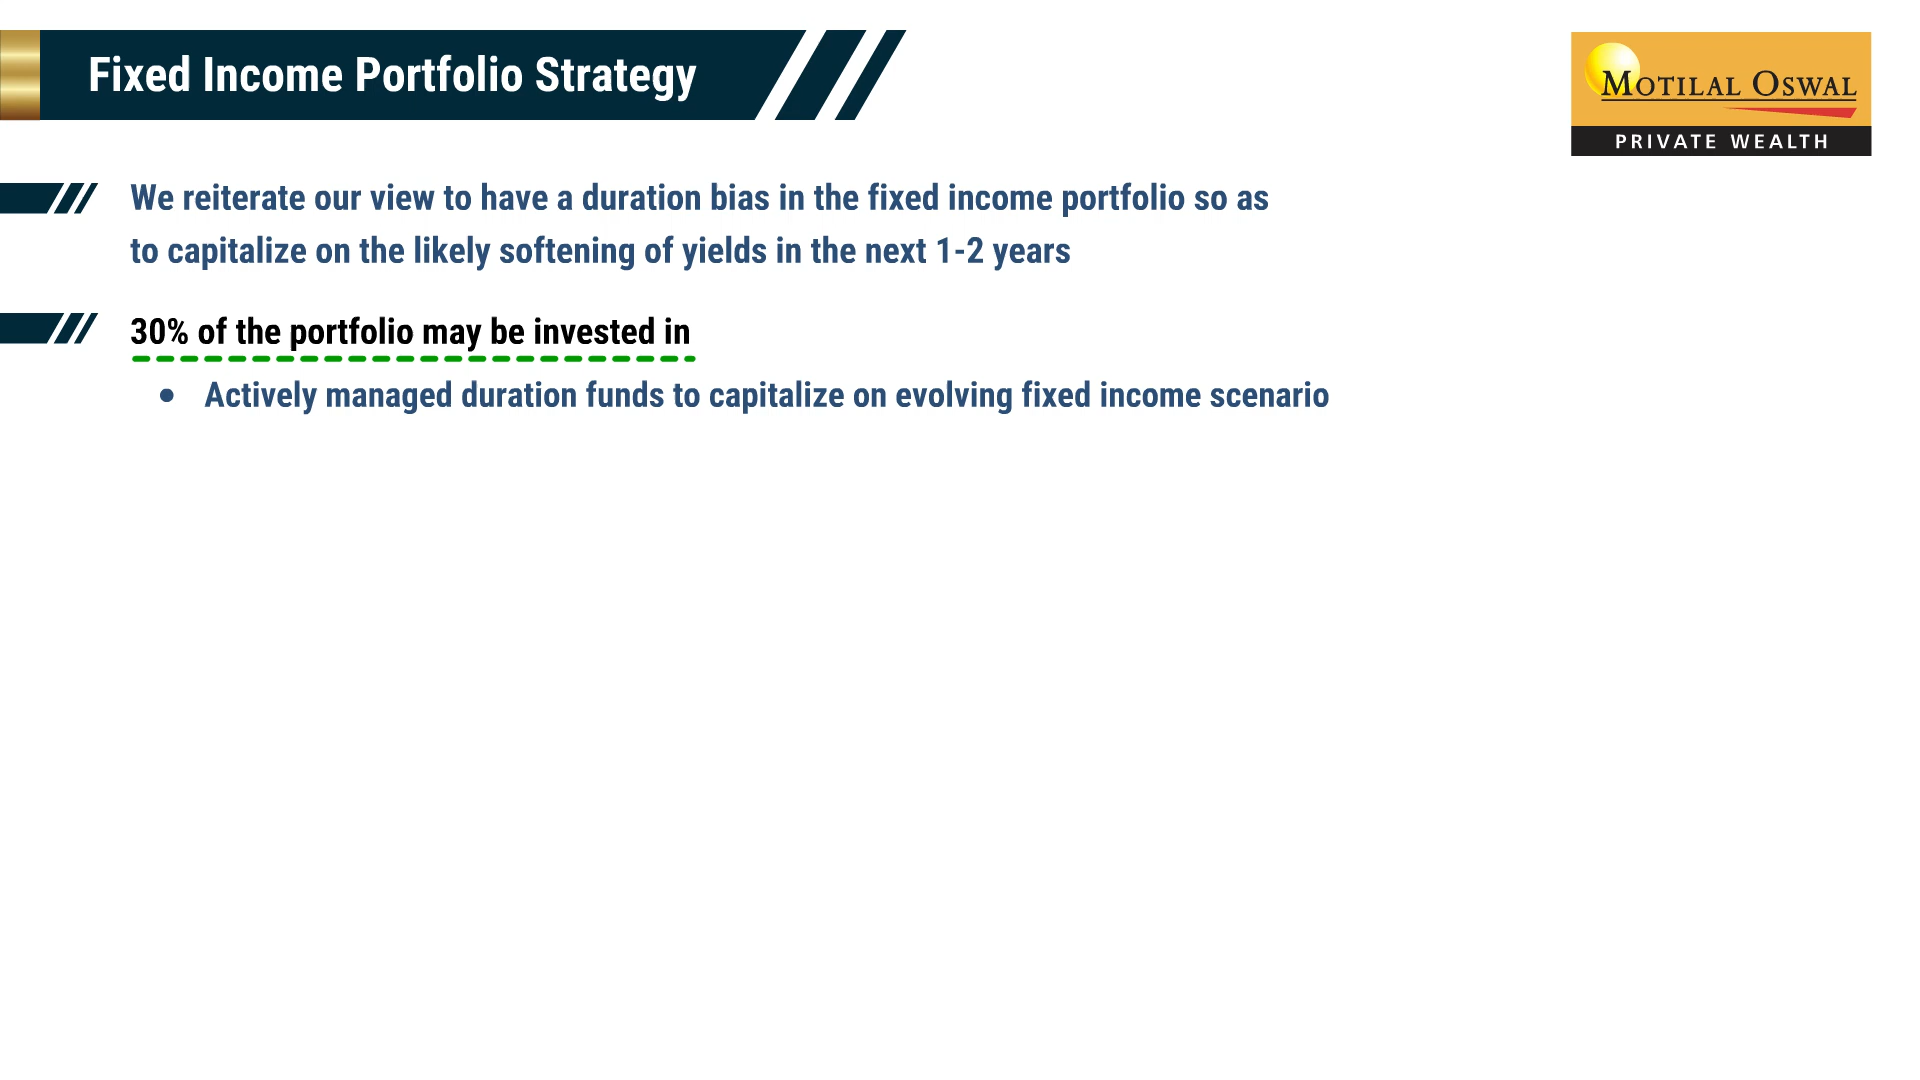 Fixed Income Portfolio Strategy
MOTILAL OSWAL
PRIVATE WEALTH
We reiterate our view to have a duration bias in the fixed income portfolio so as
to capitalize on the likely softening of yields in the next 1-2 years
30% of the portfolio may be invested in
• Actively managed duration funds to capitalize on evolving fixed income scenario